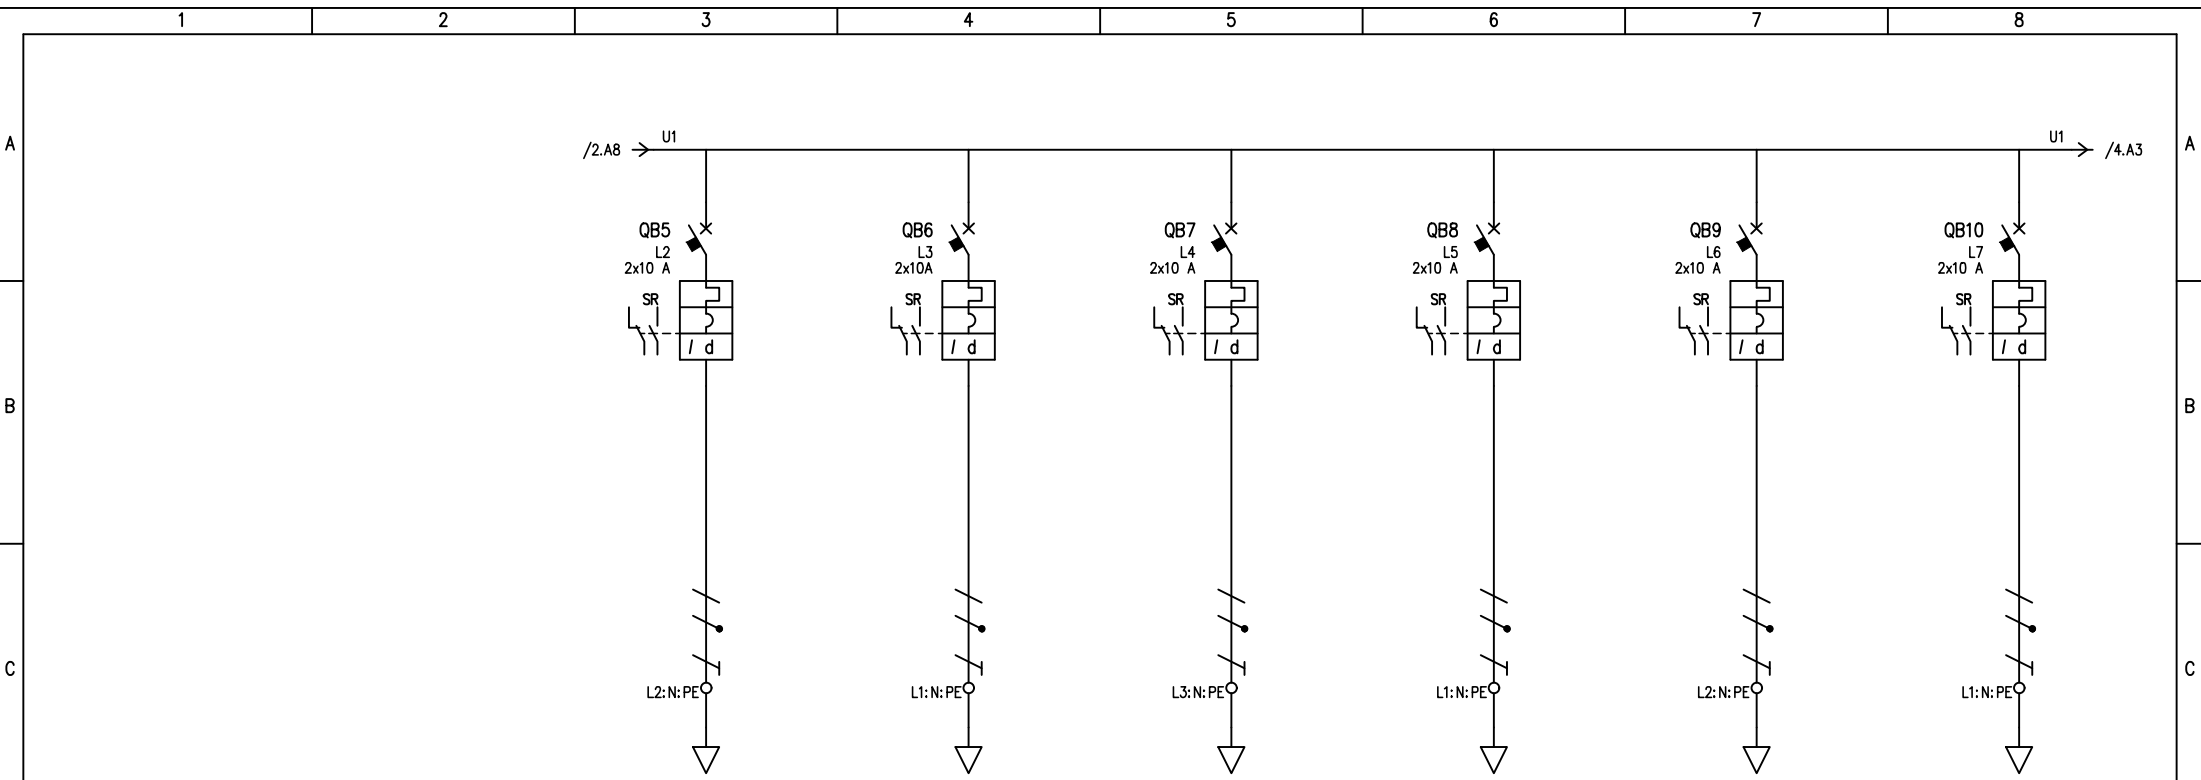 1 2 3 4 5 6 7 8
A A
/2.A8 U1 U1 /4.A3
QB5 QB6 QB7 QB8 QB9 QB10
L2 L3 L4 L5 L6 L7
2x10 A 2x10A 2x10 A 2x10 A 2x10 A 2x10 A
SR SR SR SR SR SR
I d I d I d I d I d I d
B B
C C
L2:N:PE L1:N:PE L3:N:PE L1:N:PE L2:N:PE L1:N:PE